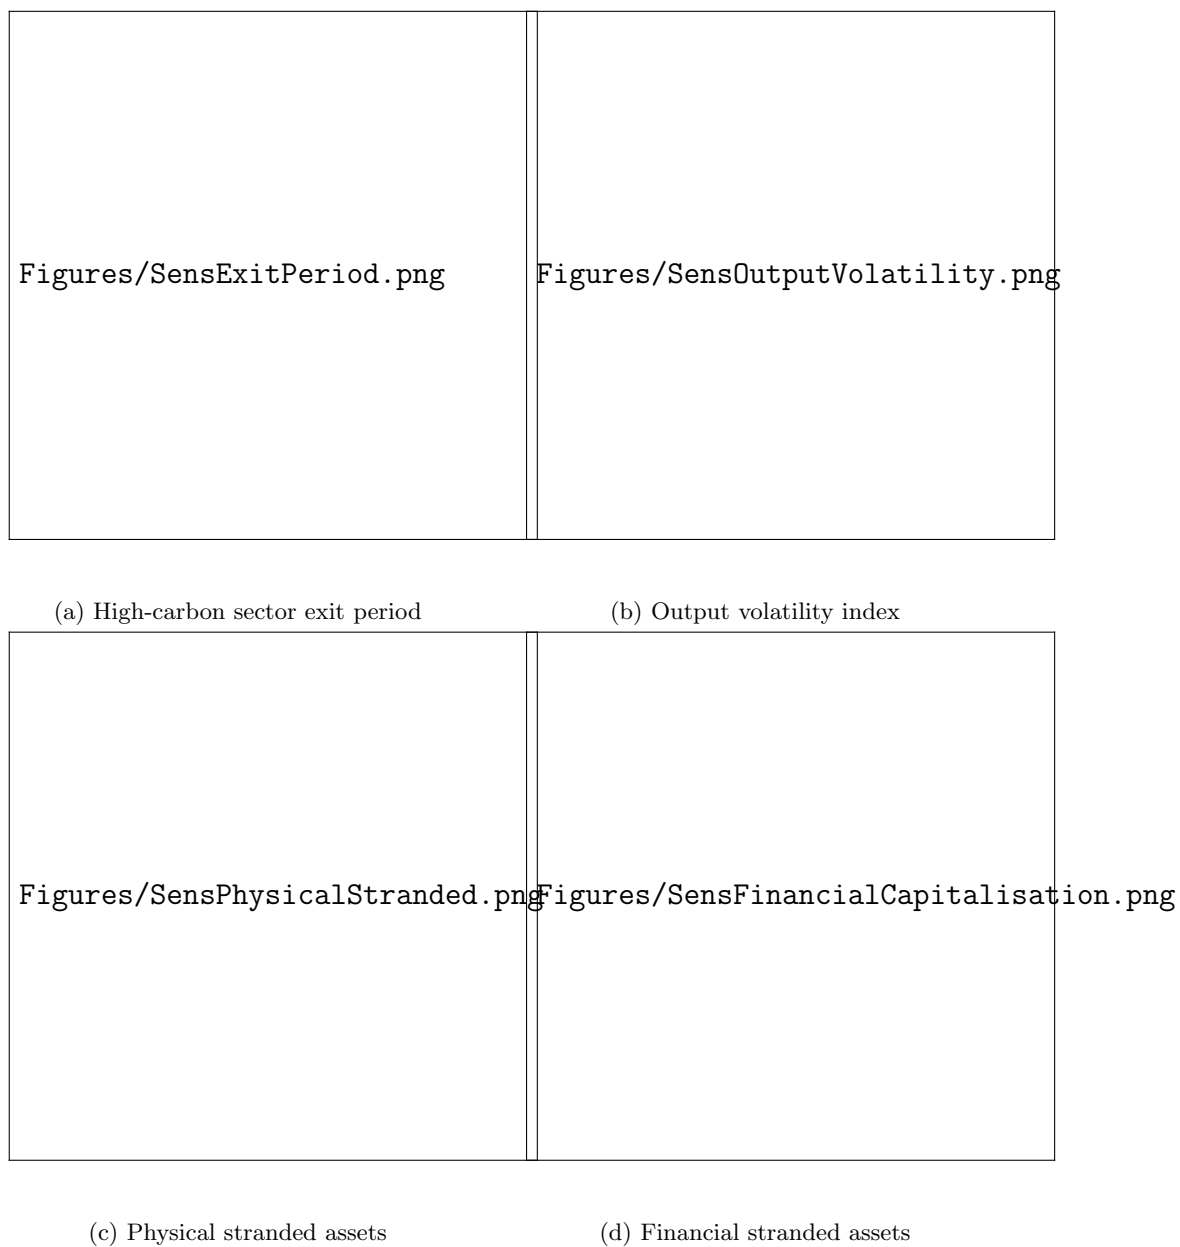 Figures/SensExitPeriod.png
Figures/SensOutputVolatility.png
(a) High-carbon sector exit period
(b) Output volatility index
Figures/SensPhysicalStranded.png
Figures/SensFinancialCapitalisation.png
(c) Physical stranded assets
(d) Financial stranded assets